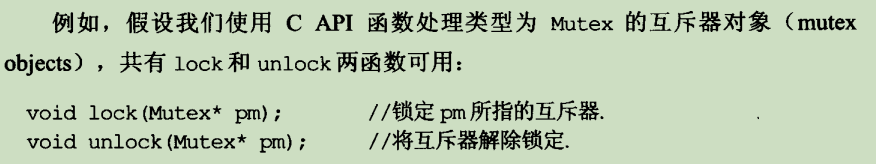 例如，假设我们使用 C API 函数处理类型为 Mutex 的互斥器对象（mutex
objects），共有 lock 和 unlock 两函数可用：
void lock(Mutex* pm);          //锁定 pm 所指的互斥器.
void unlock(Mutex* pm);        //将互斥器解除锁定.